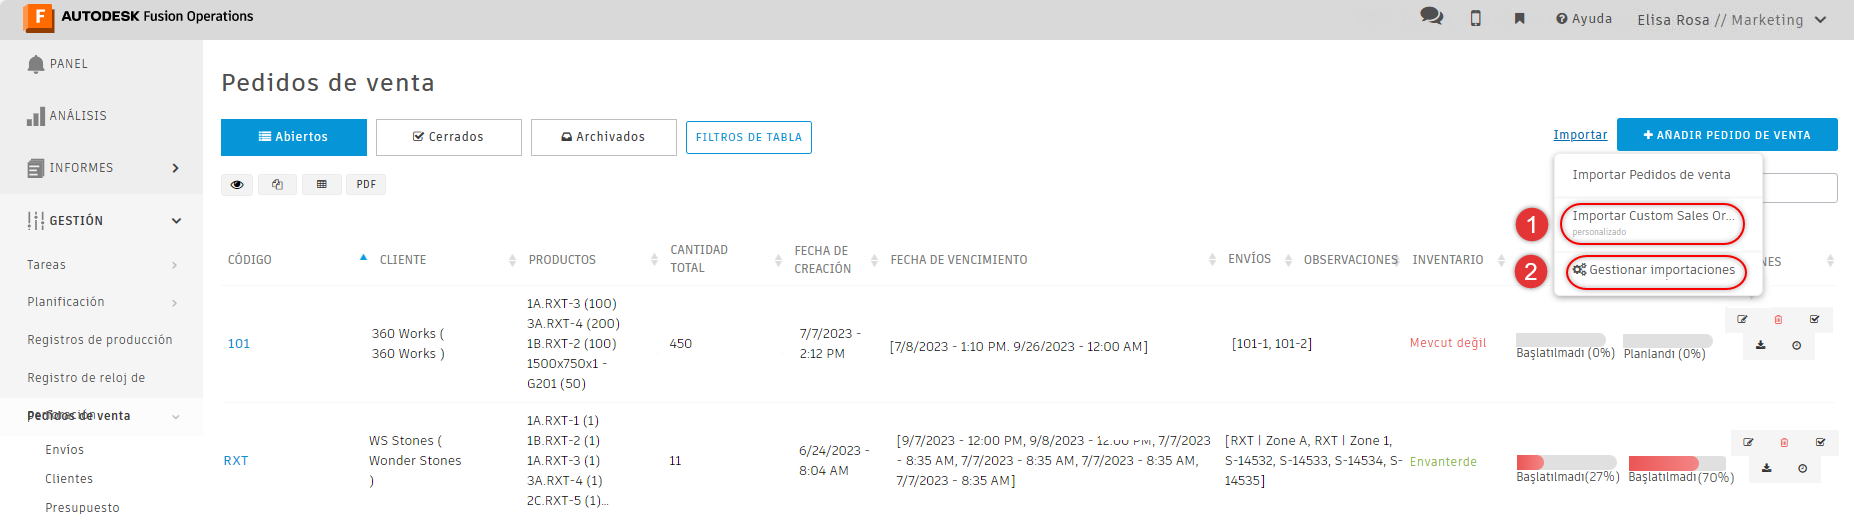 AUTODESK Fusion Operations
Ayuda
Elisa Rosa // Marketing
PANEL
ANÁLISIS
INFORMES
GESTIÓN
Tareas
Planificación
Registros de producción
Registro de reloj de
Pedidos de venta
Envíos
Clientes
Presupuesto
Pedidos de venta
Abiertos
Cerrados
Archivados
FILTROS DE TABLA
Importar
AÑADIR PEDIDO DE VENTA
PDF
Importar Pedidos de venta
1
Importar Custom Sales Or...
personalizado
2
Gestionar importaciones
CÓDIGO
CLIENTE
PRODUCTOS
CANTIDAD
TOTAL
FECHA DE
CREACIÓN
FECHA DE VENCIMIENTO
ENVÍOS
OBSERVACIONES
INVENTARIO
NES
101
360 Works (
360 Works )
1A.RXT-3 (100)
3A.RXT-4 (200)
1B.RXT-2 (100)
1500x750x1 -
G201 (50)
450
7/7/2023 -
2:12 PM
[7/8/2023 - 1:10 PM. 9/26/2023 - 12:00 AM]
[101-1, 101-2]
Mevcut değil
Başlatılmadı (0%)
Planlandı (0%)
RXT
WS Stones (
Wonder Stones
)
1A.RXT-1 (1)
1B.RXT-2 (1)
1A.RXT-3 (1)
3A.RXT-4 (1)
2C.RXT-5 (1)...
11
6/24/2023 -
8:04 AM
[9/7/2023 - 12:00 PM, 9/8/2023 - 12:00 PM, 7/7/2023
- 8:35 AM, 7/7/2023 - 8:35 AM, 7/7/2023 - 8:35 AM,
7/7/2023 - 8:35 AM]
[RXT | Zone A, RXT | Zone 1,
S-14532, S-14533, S-14534, S-
14535]
Envanterde
Başlatılmadı(27%)
Başlatılmadı(70%)